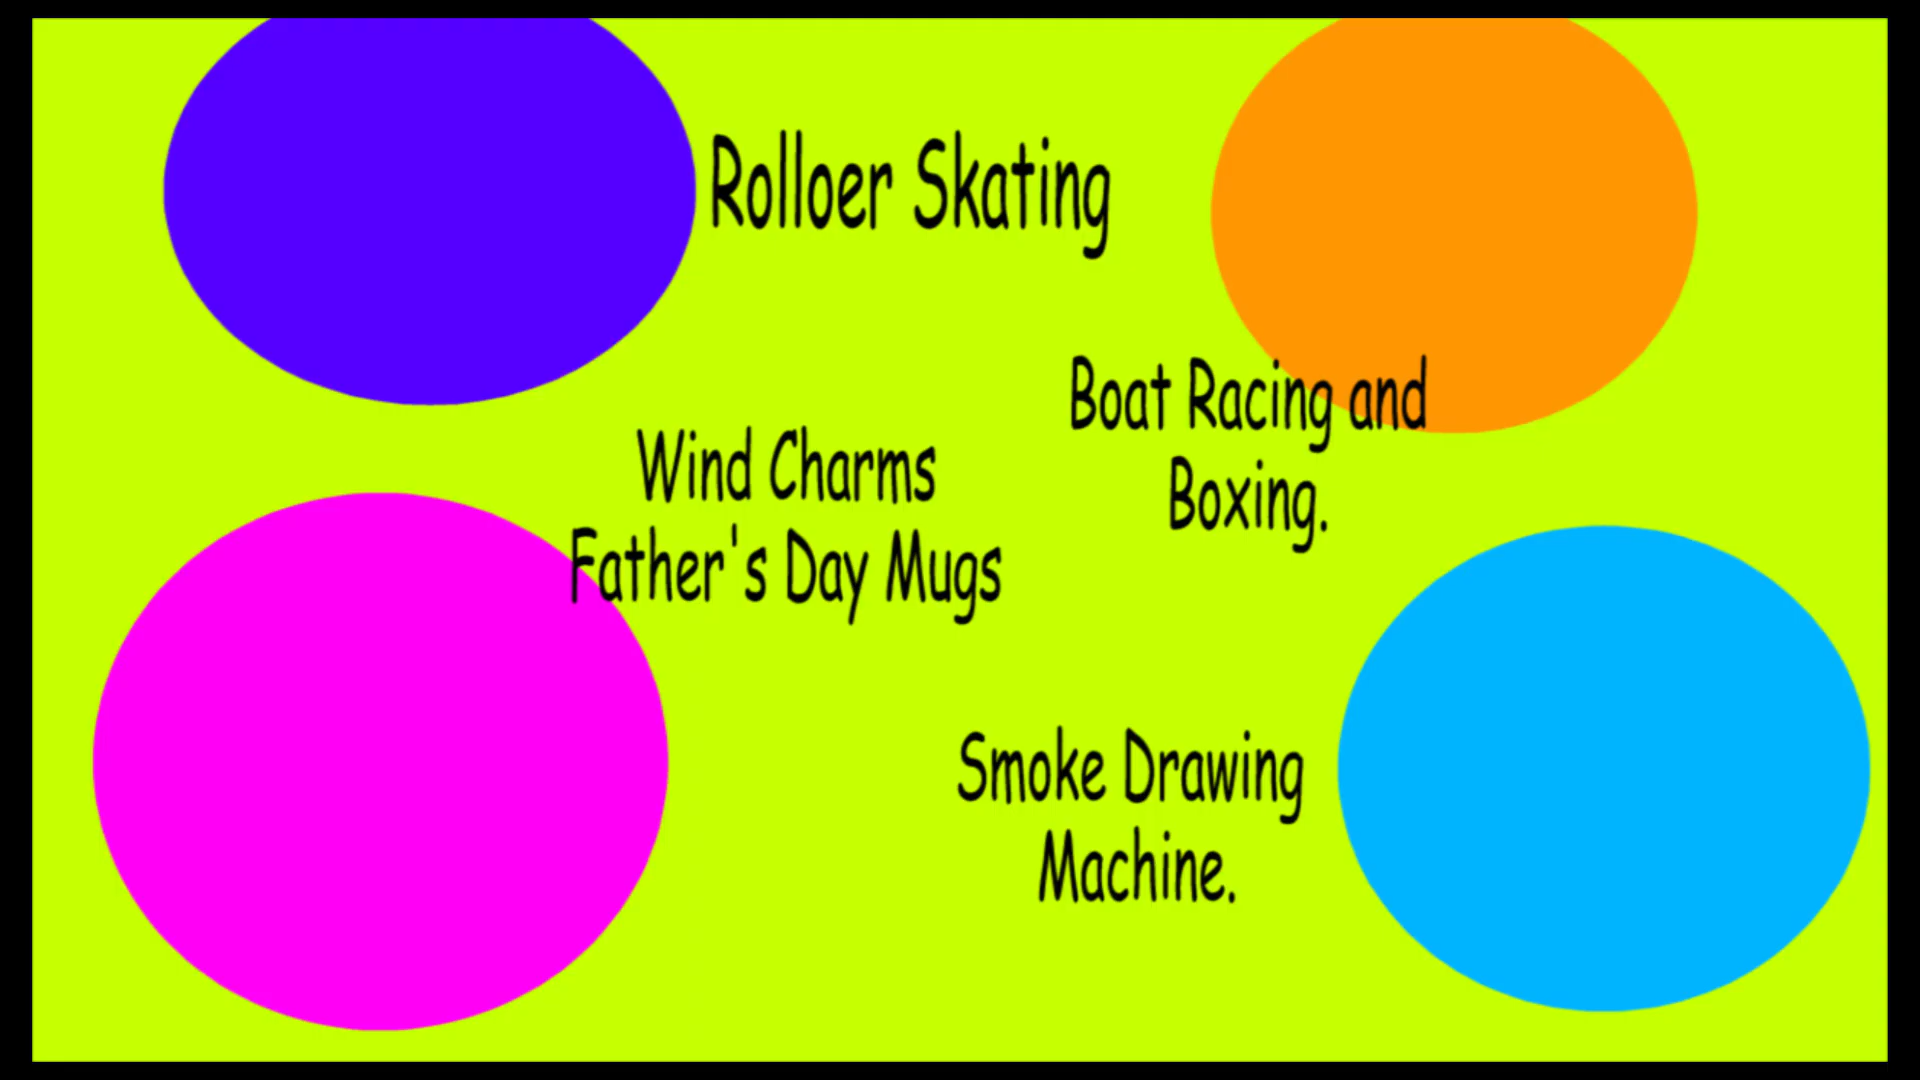 Rolloer Skating
Boat Racing and
Boxing.
Wind Charms
Father's Day Mugs
Smoke Drawing
Machine.